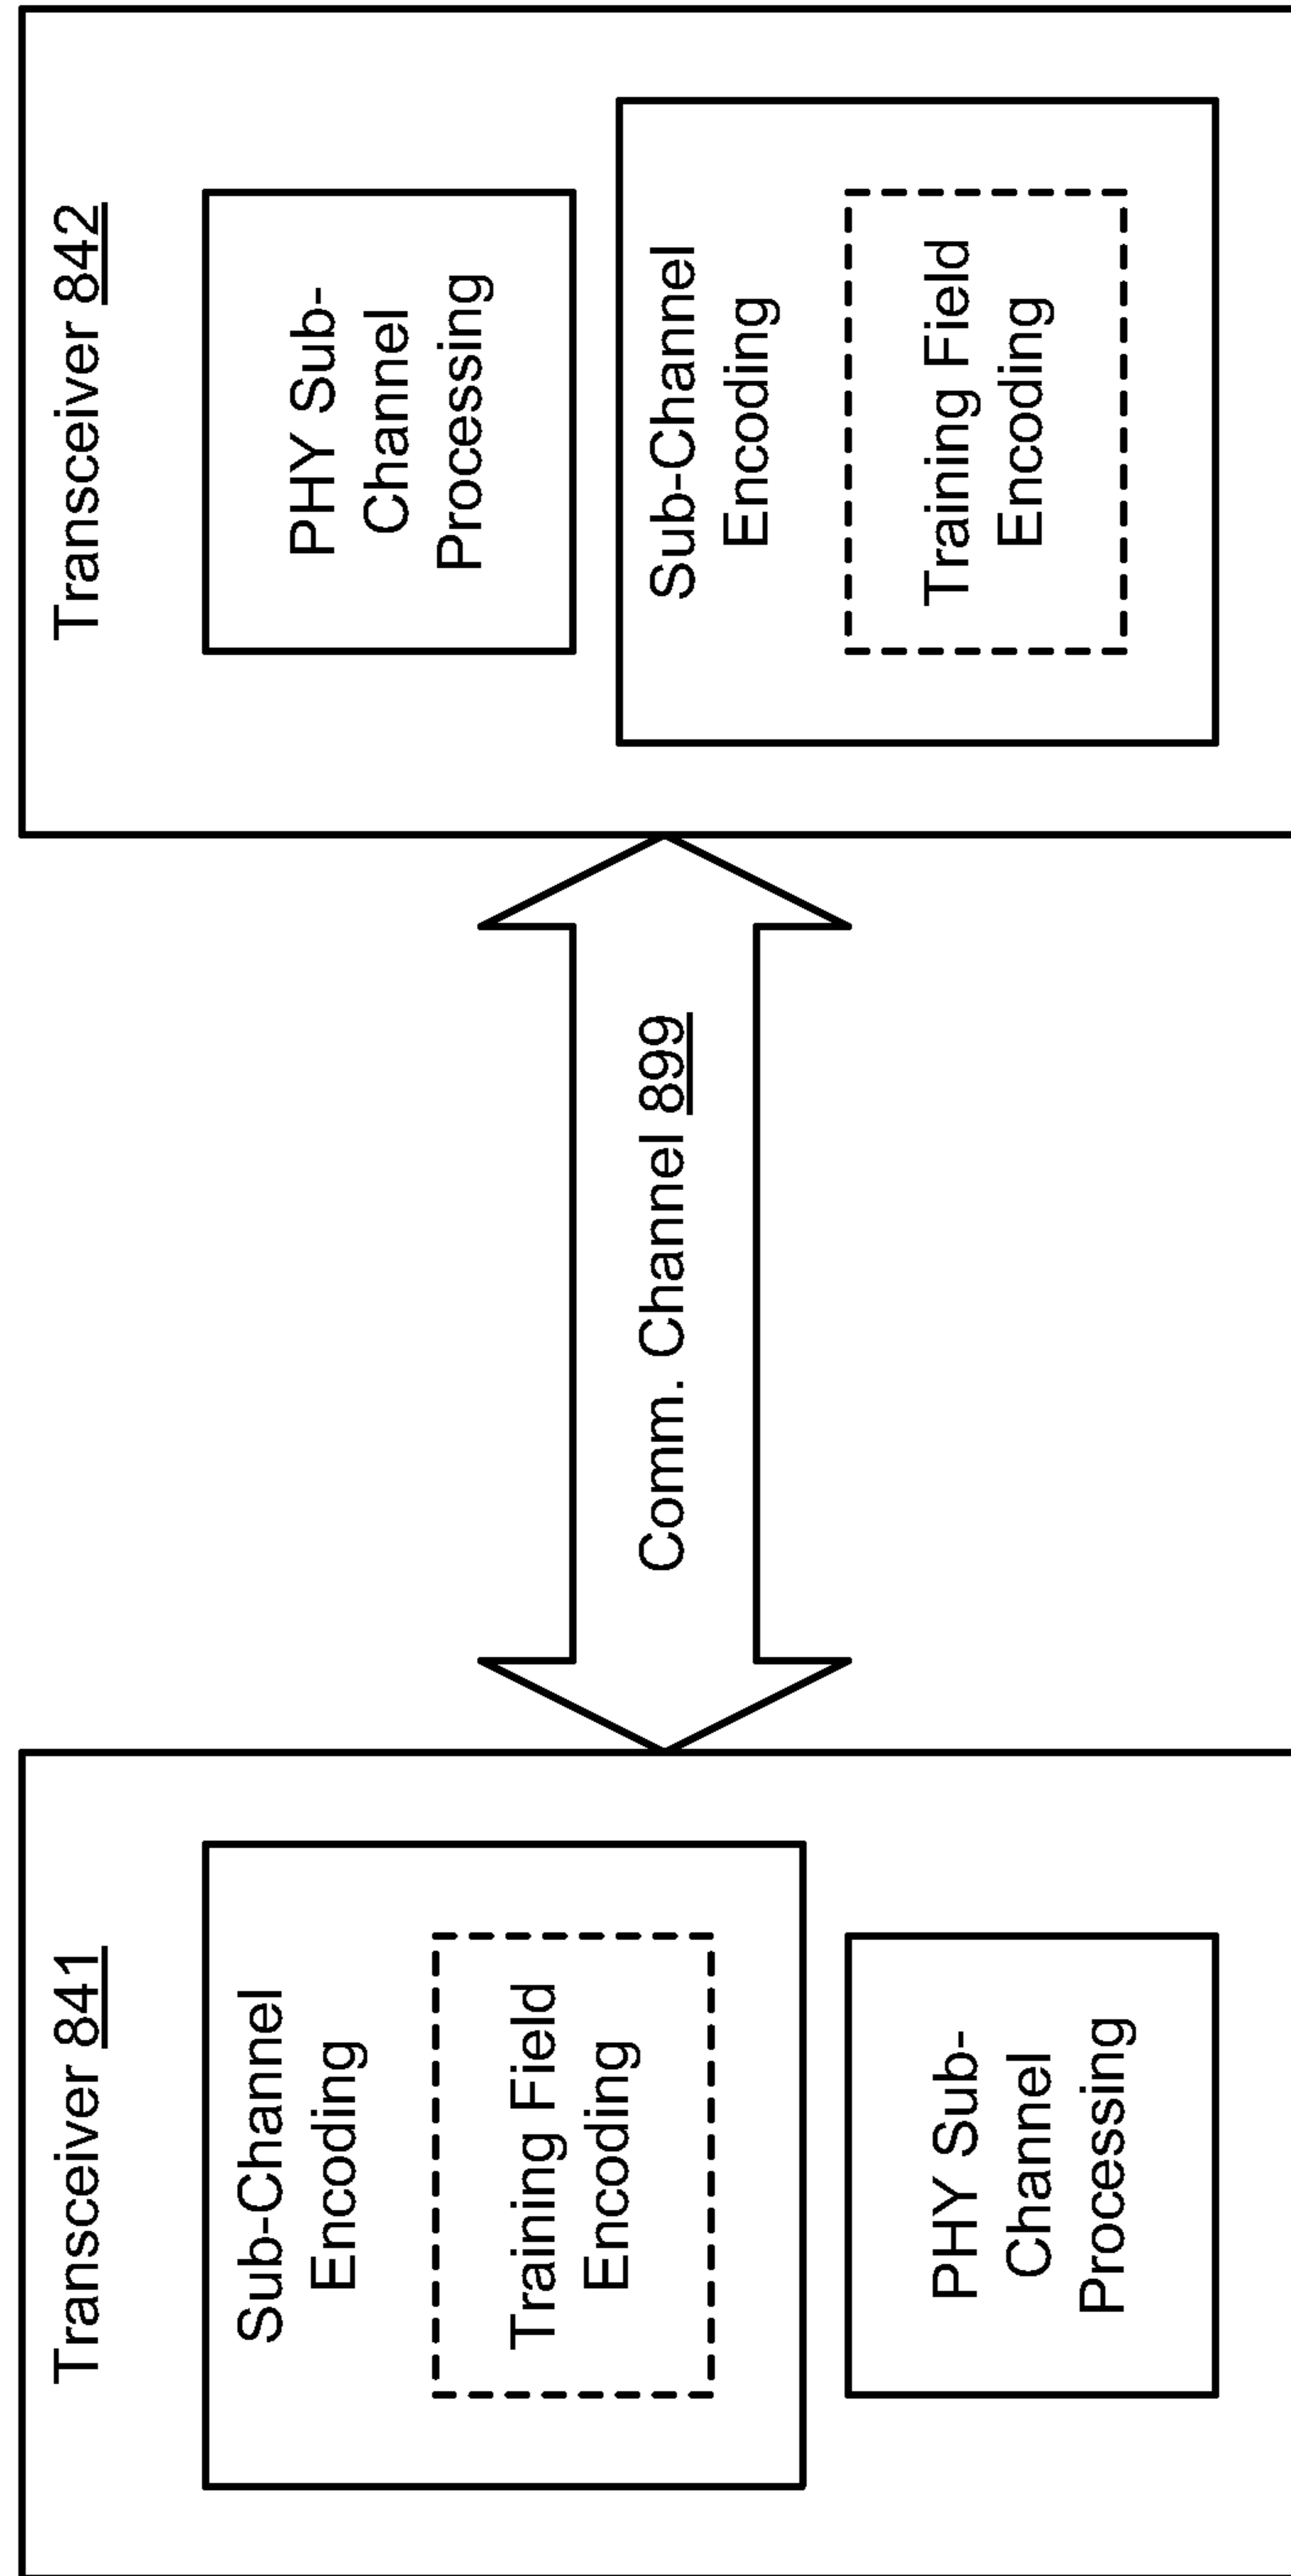 Transceiver 841
Sub-Channel
Encoding
Training Field
Encoding
PHY Sub-
Channel
Processing
Comm. Channel 899
Transceiver 842
PHY Sub-
Channel
Processing
Sub-Channel
Encoding
Training Field
Encoding